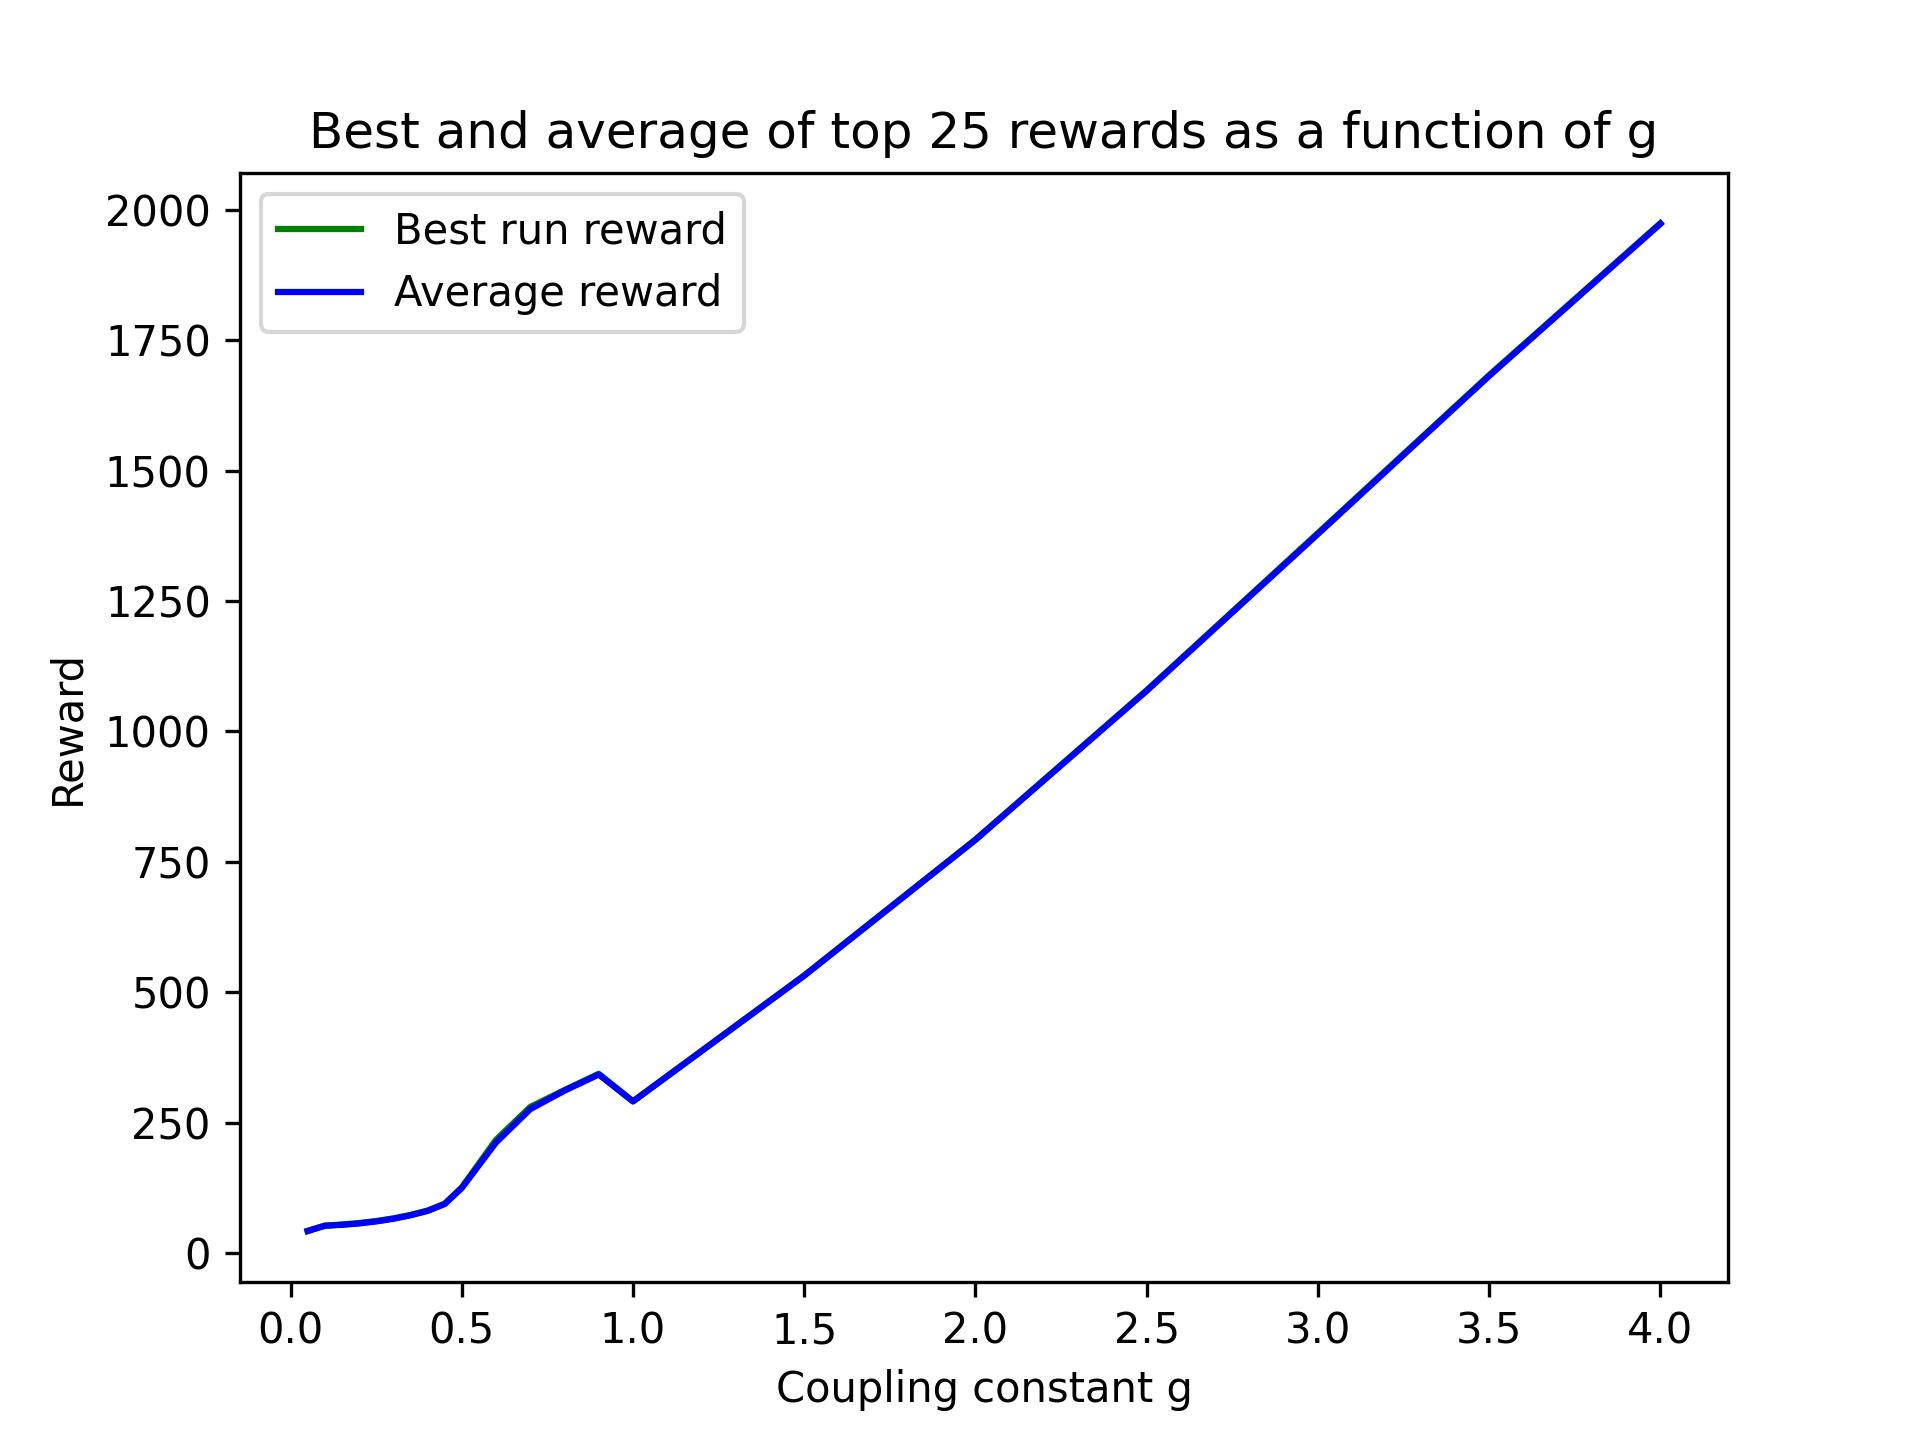 Best and average of top 25 rewards as a function of g
Best run reward
Average reward
2000
1750
1500
1250
1000
750
500
250
0
Reward
0.0 0.5 1.0 1.5 2.0 2.5 3.0 3.5 4.0
Coupling constant g